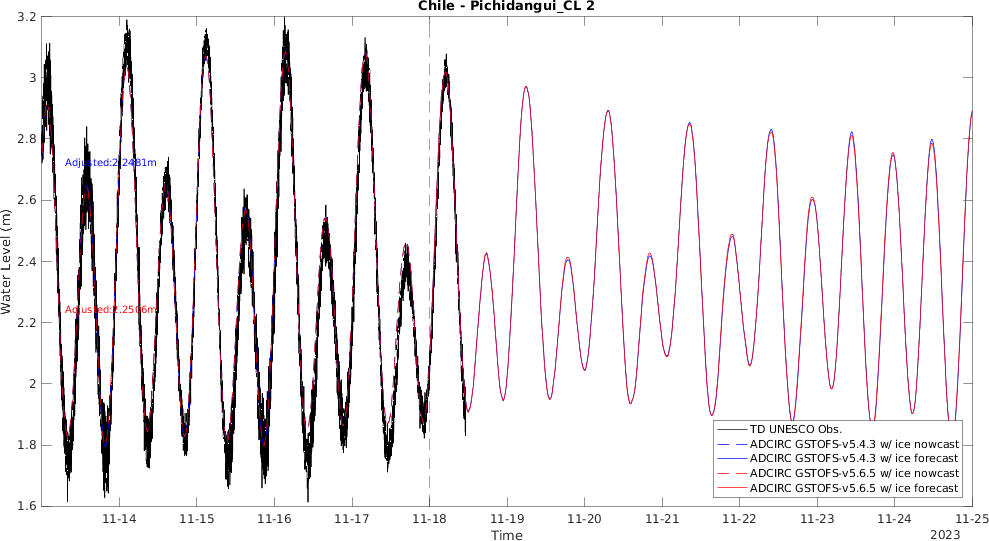 Chile - Pichidangui_CL 2
3.2
3
2.8
2.6
2.4
2.2
2
1.8
1.6
Water Level (m)
Adjusted:2.2481m
Adjusted:2.2506m
TD UNESCO Obs.
ADCIRC GSTOFS-v5.4.3 w/ ice nowcast
ADCIRC GSTOFS-v5.4.3 w/ ice forecast
ADCIRC GSTOFS-v5.6.5 w/ ice nowcast
ADCIRC GSTOFS-v5.6.5 w/ ice forecast
11-14 11-15 11-16 11-17 11-18 11-19 11-20 11-21 11-22 11-23 11-24 11-25
Time
2023